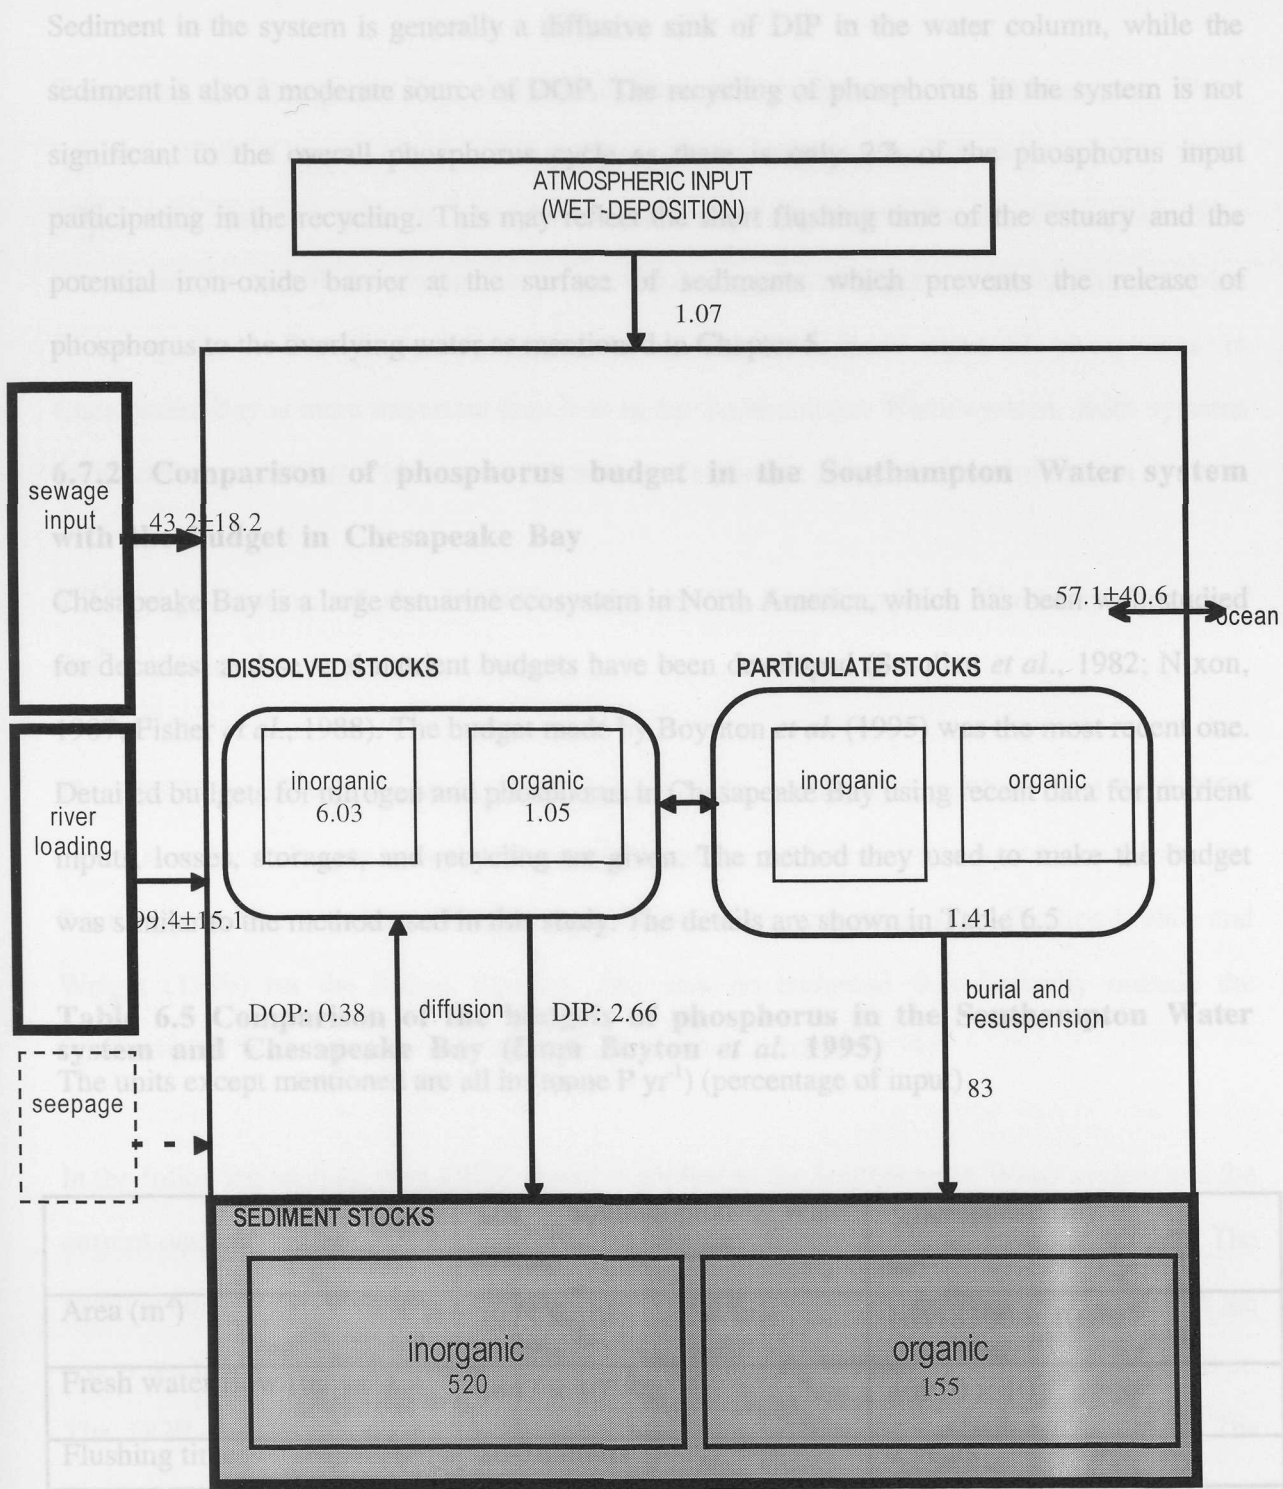 Sediment in the system is generally a diffusive sink of DIP in the water column, while the
sediment is also a moderate source of DOP. The recycling of phosphorus in the system is not
significant to the overall phosphorus cycle as there is only 2% of the phosphorus input
ATMOSPHERIC INPUT
(WET-DEPOSITION)
participating in the recycling. This may reflect the short flushing time of the estuary and the
potential iron-oxide barrier at the surface of sediments which prevents the release of
1.07
phosphorus to the overlying water as mentioned in Chapter 5.
6.7.2 Comparison of phosphorus budget in the Southampton Water system
with the budget in Chesapeake Bay
sewage
input
43.2±18.2
Chesapeake Bay is a large estuarine ecosystem in North America, which has been studied
57.1±40.6
ocean
for decades nutrient budgets have been et al., 1982; Nixon,
DISSOLVED STOCKS
PARTICULATE STOCKS
Fisher et al., 1988). The budget made by Boynton et al. (1995) was the most recent one.
inorganic
6.03
organic
1.05
inorganic
organic
Detailed budgets for nitrogen and phosphorus in Chesapeake Bay using recent data for nutrient
river
loading
inputs, losses, storages, and recycling are given. The method they used to make the budget
99.4±15.1
was similar to the method used in this study. The details are shown in Table 6.5
1.41
DOP: 0.38
diffusion
DIP: 2.66
burial and
resuspension
Table 6.5 Comparison of the budgets of phosphorus in the Southampton Water
system and Chesapeake Bay (from Boyton et al. 1995)
The units except mentioned are all in (tonne P yr⁻¹) (percentage of input)
83
seepage
SEDIMENT STOCKS
Area (m²)
inorganic
520
organic
155
Fresh water
Flushing